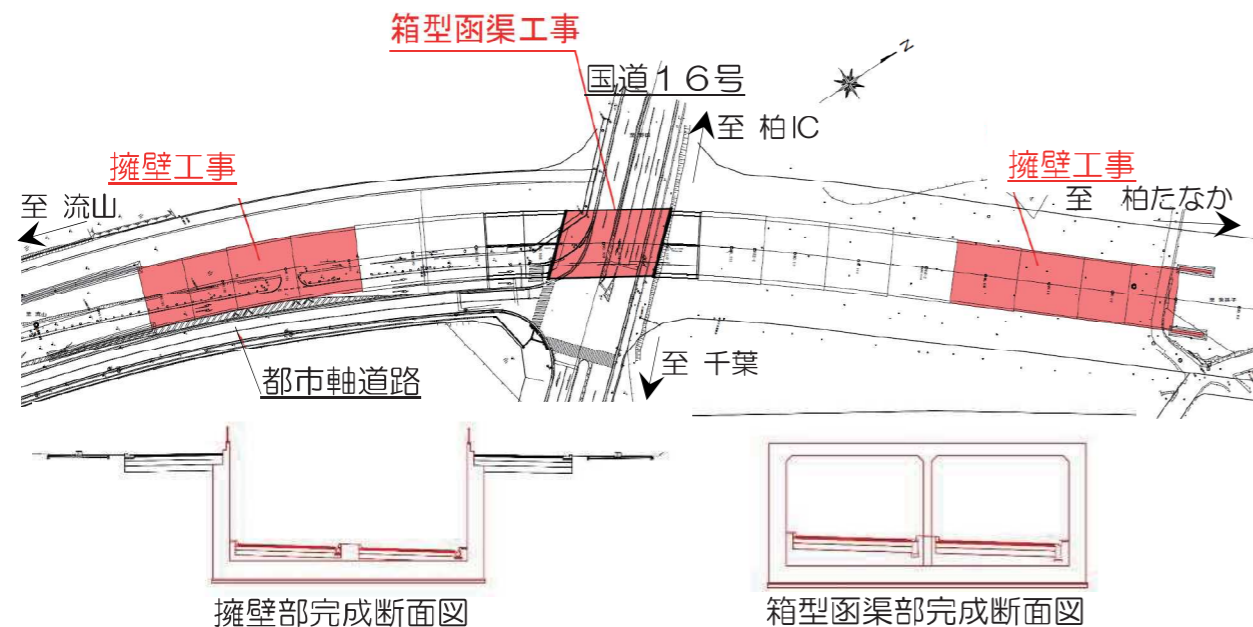 箱型函渠工事
国道16号
N
至 柏IC
擁壁工事
擁壁工事
至 流山
至 柏たなか
至 千葉
都市軸道路
擁壁部完成断面図
箱型函渠部完成断面図